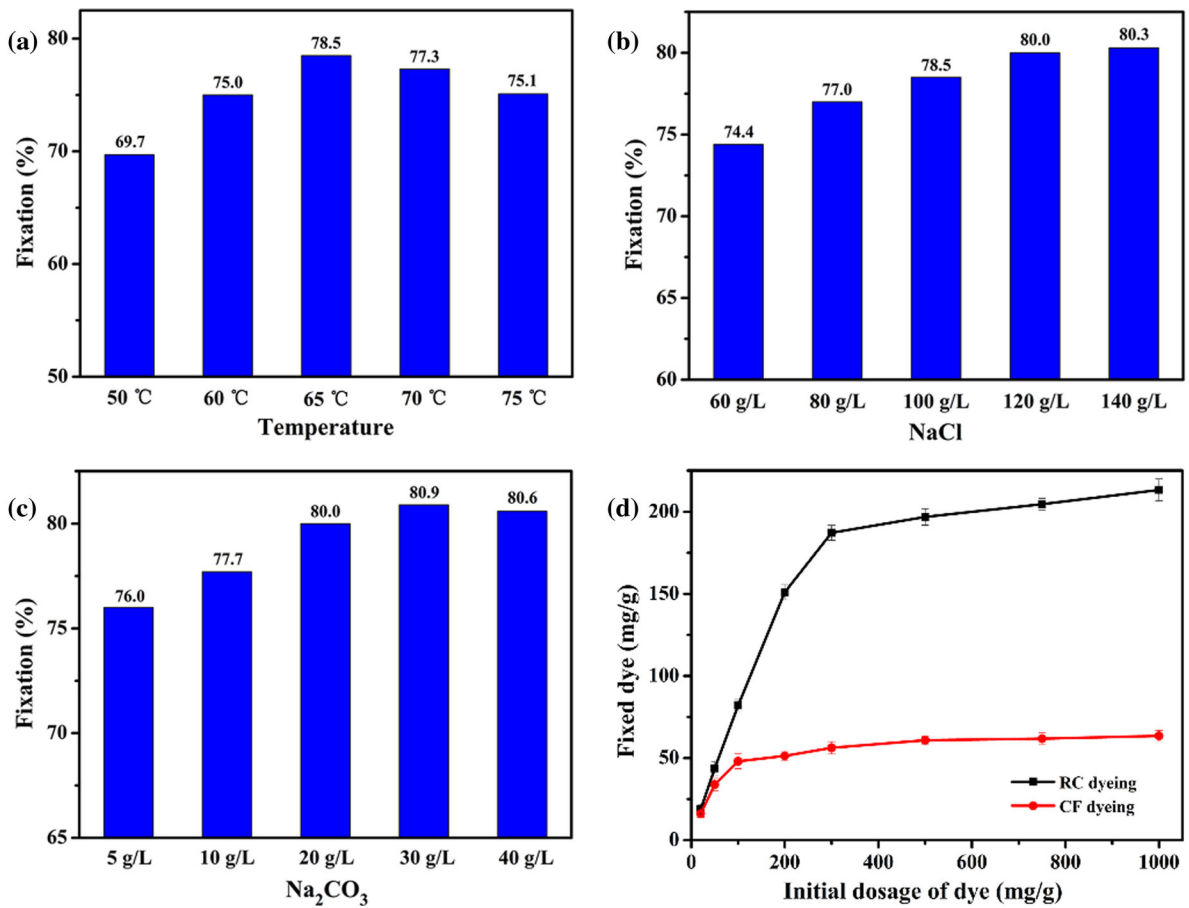 (a)
80
70
60
50
Fixation (%)
69.7
75.0
78.5
77.3
75.1
50 ℃ 60 ℃ 65 ℃ 70 ℃ 75 ℃
Temperature
(b)
80
75
70
65
60
Fixation (%)
74.4
77.0
78.5
80.0
80.3
60 g/L 80 g/L 100 g/L 120 g/L 140 g/L
NaCl
(c)
80
75
70
65
Fixation (%)
76.0
77.7
80.0
80.9
80.6
5 g/L 10 g/L 20 g/L 30 g/L 40 g/L
Na₂CO₃
(d)
200
150
100
50
0
Fixed dye (mg/g)
RC dyeing
CF dyeing
0 200 400 600 800 1000
Initial dosage of dye (mg/g)